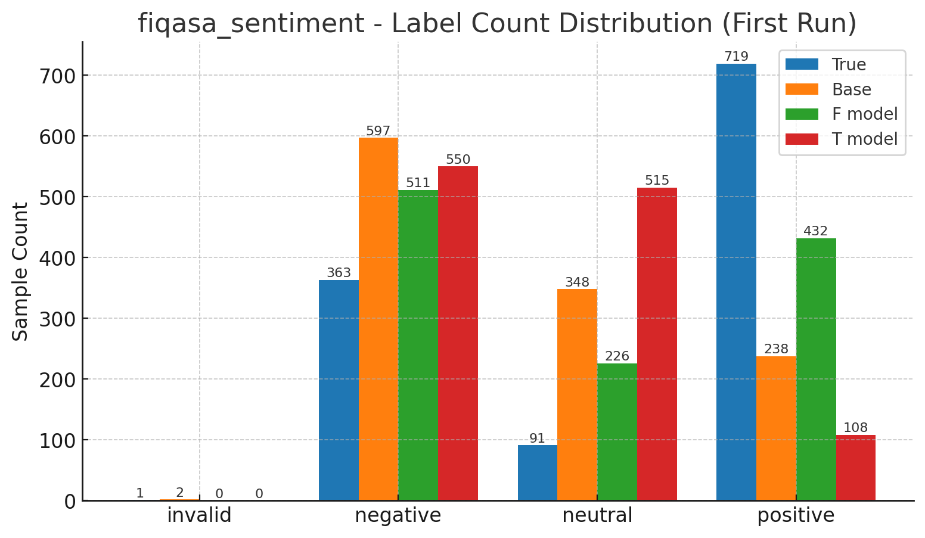 fiqasa_sentiment - Label Count Distribution (First Run)
Sample Count
700
600
500
400
300
200
100
0
True
Base
F model
T model
1
2
0
0
363
597
511
550
91
348
226
515
719
238
432
108
invalid
negative
neutral
positive